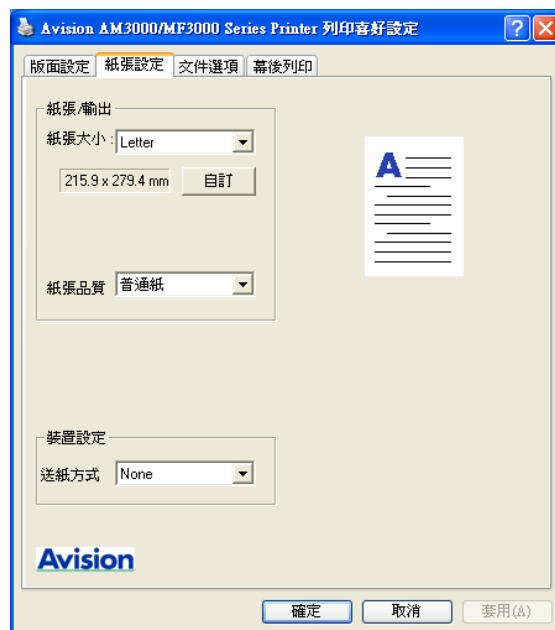 Avision AM3000/MF3000 Series Printer 列印喜好設定
版面設定 紙張設定 文件選項 幕後列印
紙張/輸出
紙張大小: Letter
215.9 x 279.4 mm 自訂
A
紙張品質 普通紙
裝置設定
送紙方式 None
Avision
確定 取消 套用(A)